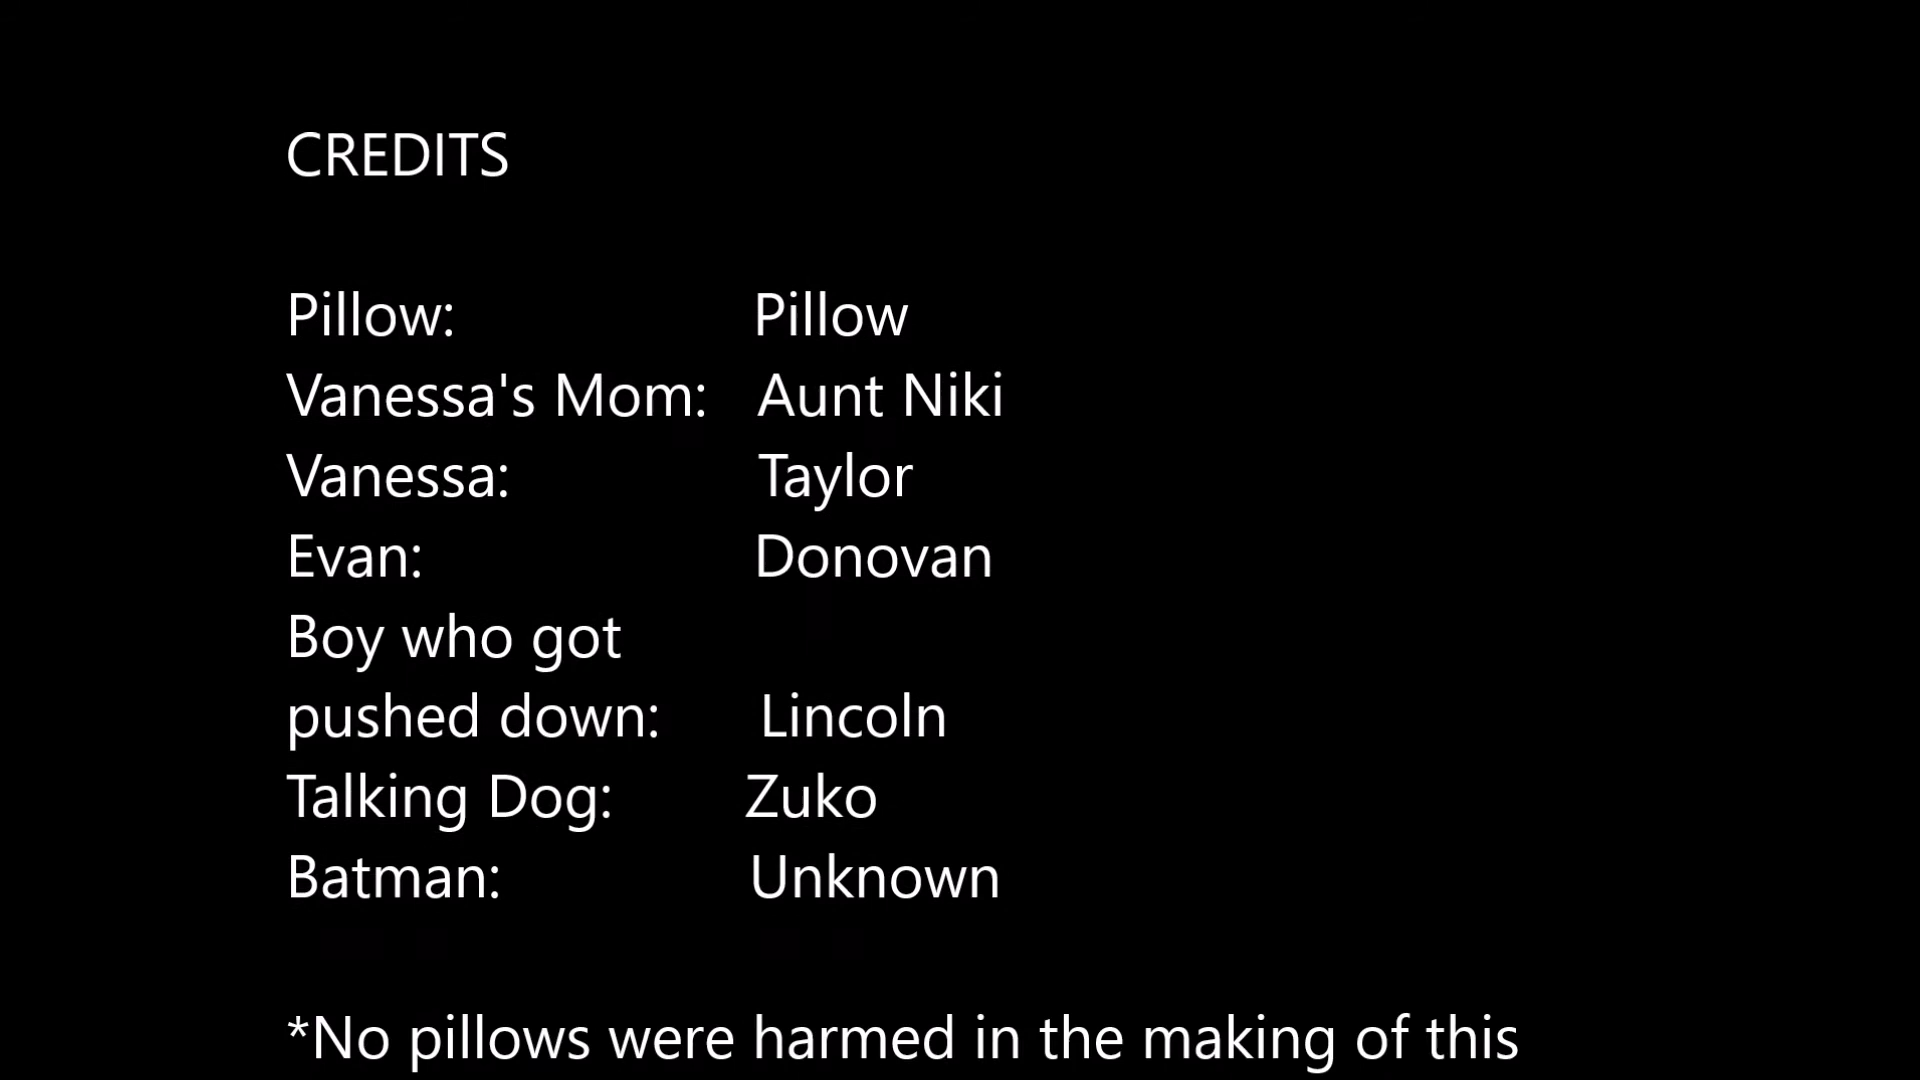 CREDITS
Pillow: Pillow
Vanessa's Mom: Aunt Niki
Vanessa: Taylor
Evan: Donovan
Boy who got
pushed down: Lincoln
Talking Dog: Zuko
Batman: Unknown
*No pillows were harmed in the making of this